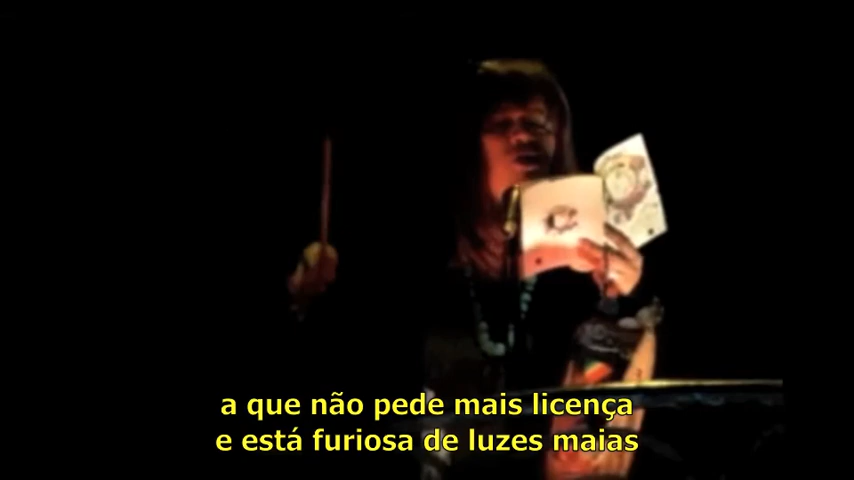 a que não pede mais licença
e está furiosa de luzes maias